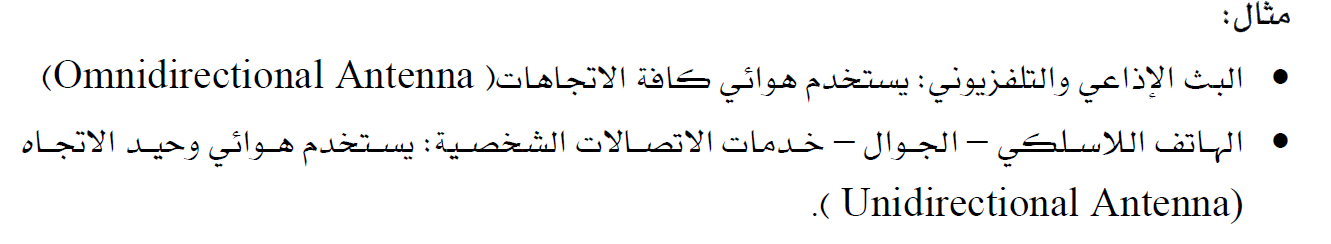 مثال:
• البث الإذاعي والتلفزيوني: يستخدم هوائي كافة الاتجاهات( Omnidirectional Antenna)
• الهاتف اللاسلكي – الجوال – خدمات الاتصالات الشخصية: يستخدم هوائي وحيد الاتجاه
(Unidirectional Antenna ).